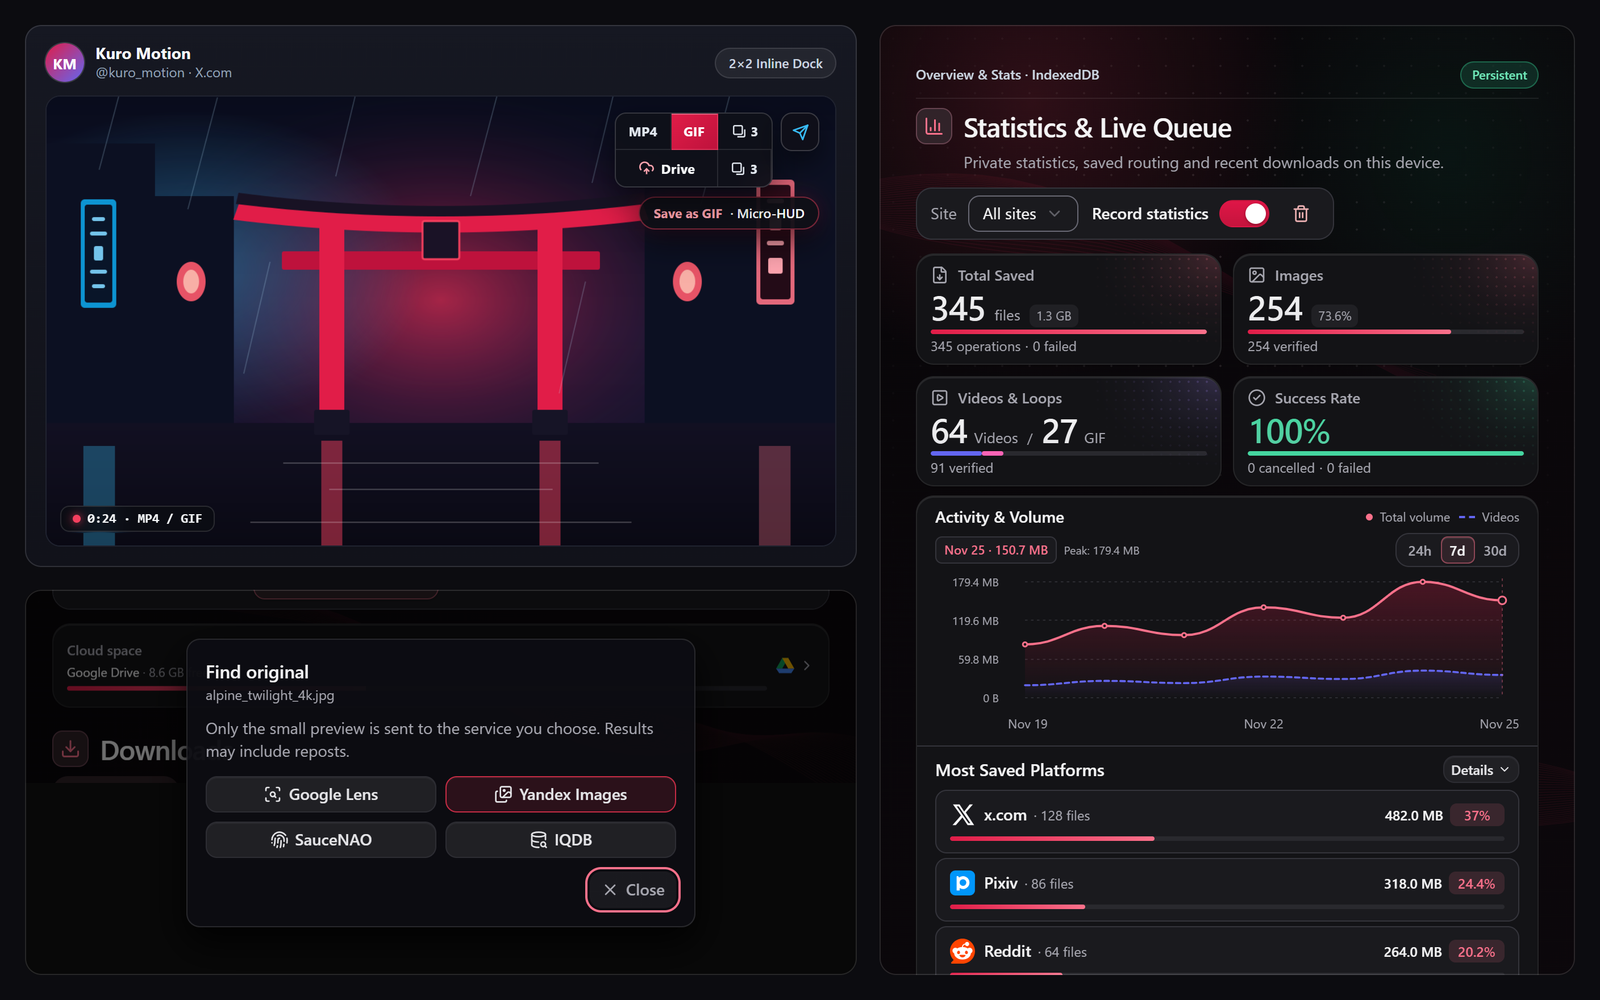 KM
Kuro Motion
@kuro_motion · X.com
2×2 Inline Dock
MP4 GIF 3
Drive 3
Save as GIF · Micro-HUD
0:24 · MP4 / GIF
Cloud space
Google Drive · 8.6 GB
Find original
alpine_twilight_4k.jpg
Only the small preview is sent to the service you choose. Results
may include reposts.
Google Lens
Yandex Images
SauceNAO
IQDB
Close
Overview & Stats · IndexedDB
Persistent
Statistics & Live Queue
Private statistics, saved routing and recent downloads on this device.
Site All sites Record statistics
Total Saved
345 files 1.3 GB
345 operations · 0 failed
Images
254 73.6%
254 verified
Videos & Loops
64 Videos / 27 GIF
91 verified
Success Rate
100%
0 cancelled · 0 failed
Activity & Volume
Total volume Videos
Nov 25 · 150.7 MB Peak: 179.4 MB
24h 7d 30d
179.4 MB
119.6 MB
59.8 MB
0 B
Nov 19 Nov 22 Nov 25
Most Saved Platforms
Details
x.com · 128 files 482.0 MB 37%
Pixiv · 86 files 318.0 MB 24.4%
Reddit · 64 files 264.0 MB 20.2%